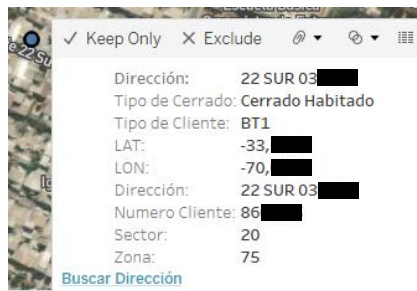 Keep Only Exclude
Dirección: 22 SUR 03
Tipo de Cerrado: Cerrado Habitado
Tipo de Cliente: BT1
LAT: -33,
LON: -70,
Dirección: 22 SUR 03
Numero Cliente: 86
Sector: 20
Zona: 75
Buscar Dirección